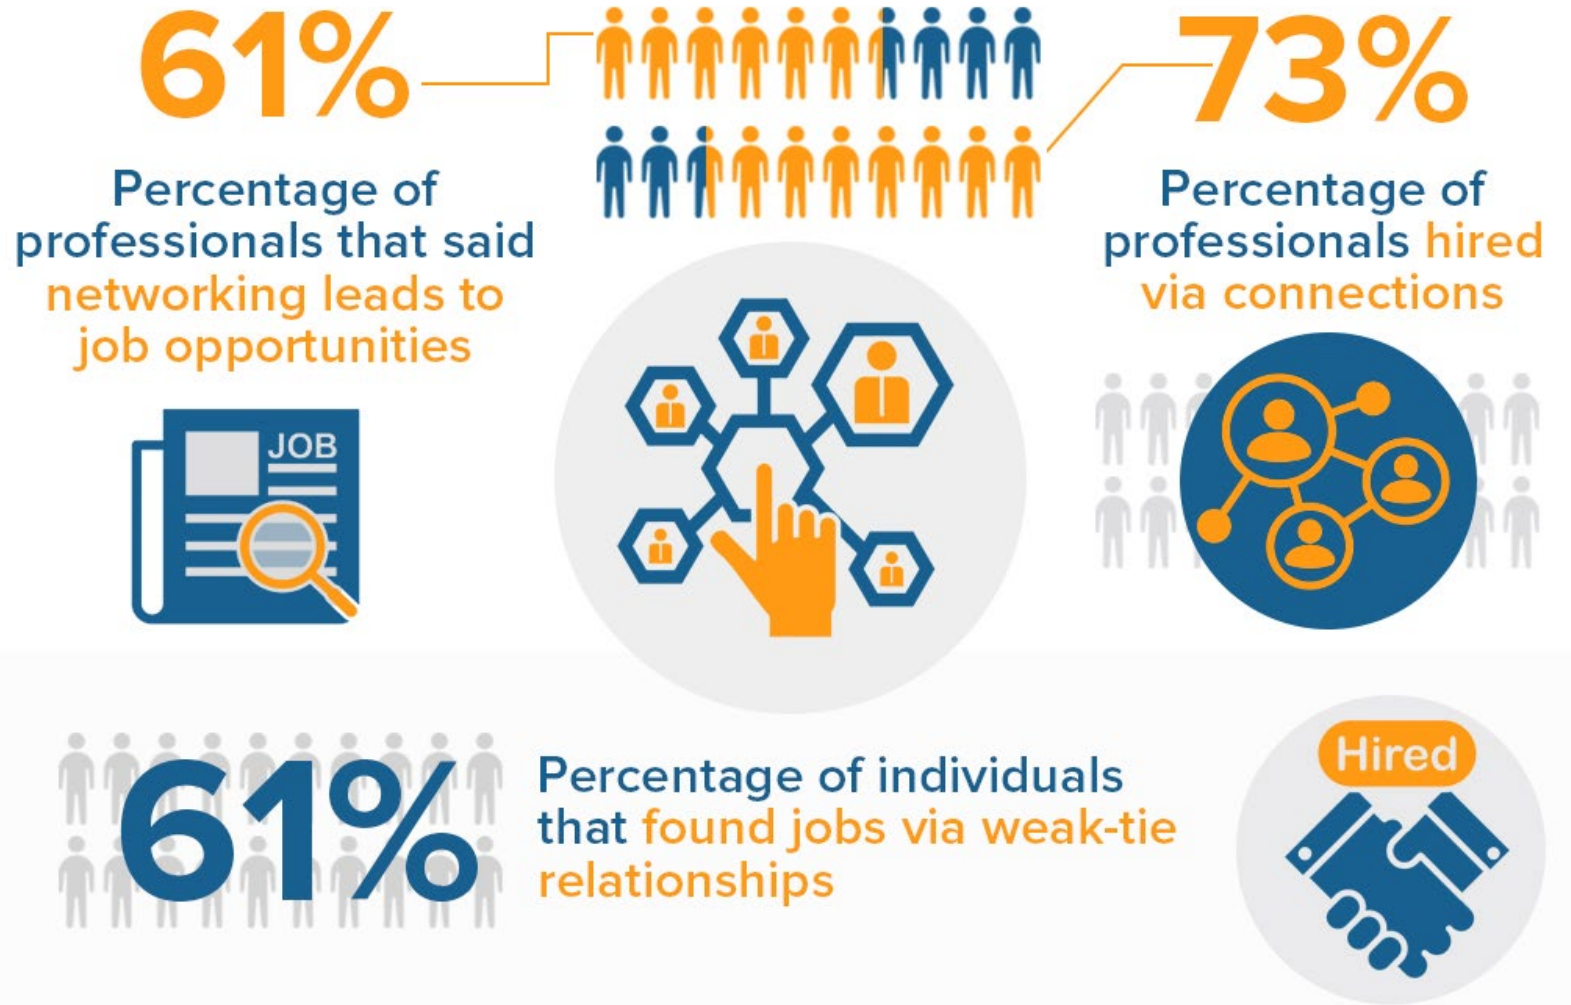 61%
Percentage of
professionals that said
networking leads to
job opportunities
JOB
73%
Percentage of
professionals hired
via connections
61%
Percentage of individuals
that found jobs via weak-tie
relationships
Hired